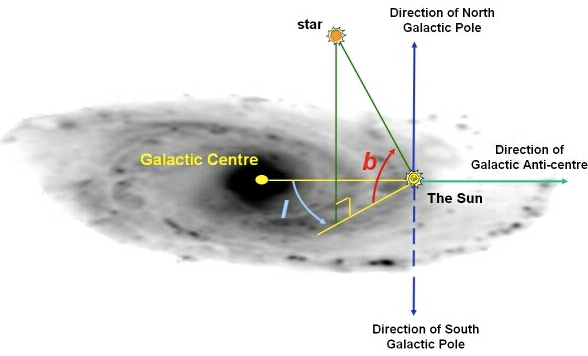 Direction of North
Galactic Pole
star
Galactic Centre
b
Direction of
Galactic Anti-centre
The Sun
l
Direction of South
Galactic Pole